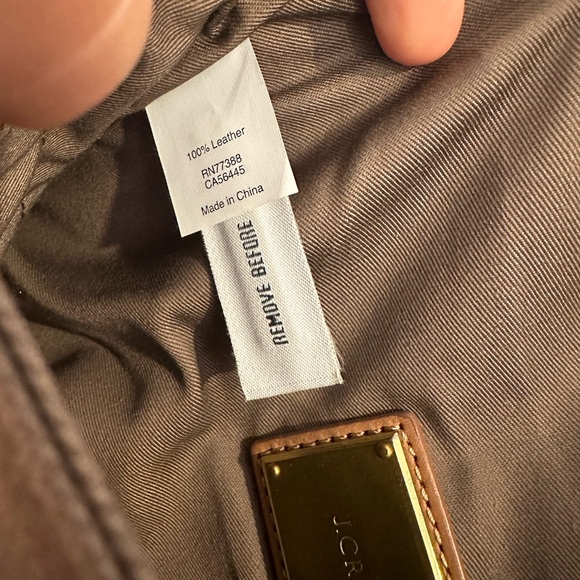 100% Leather
RN77388
CA56445
Made in China
REMOVE BEFORE
J.CR